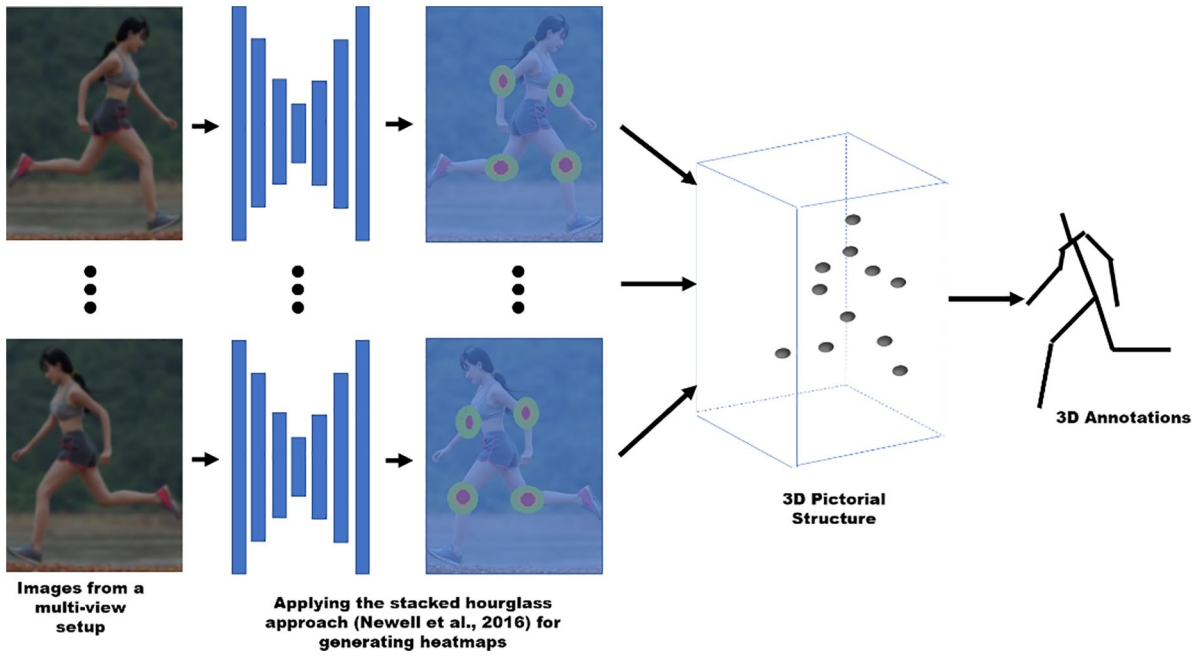 Images from a
multi-view
setup
Applying the stacked hourglass
approach (Newell et al., 2016) for
generating heatmaps
3D Pictorial
Structure
3D Annotations